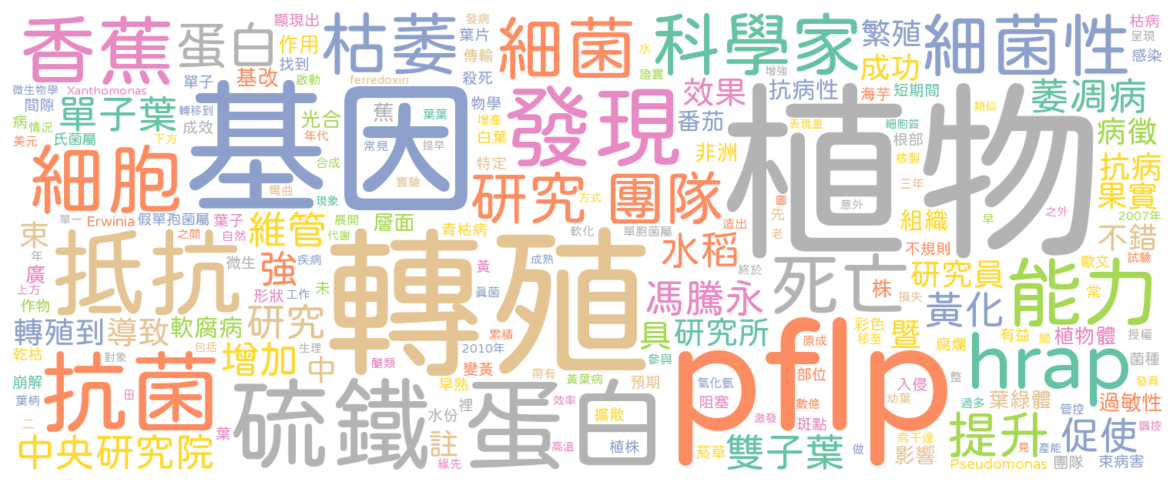 香蕉
蛋白
顯現出
作用
找到
枯萎
發病
葉片
傳輸
殺死
細菌
水
證實
科學家
繁殖
成功
細菌性
枯病
呈現
感染
微生物學
Xanthomonas
單子
基改
啟動
ferredoxin
增強
效果
抗病性
海芋
短期間
萎凋病
間隙
單子葉
轉移到
成效
基因
光合
年代
蕉
葉葉
物學
增產
白葉
發現
番茄
表現量
類似
細胞質
植物
病徵
病
情況
氏菌屬
美元
下方
常見
提早
非洲
根部
核製
細胞
合成
彎曲
實驗
現象
特定
研究
團隊
方式
意外
三年
抗病
果實
單一
Erwinia
假單孢菌屬
葉子
維管
展開
層面
青枯病
軟化
單胞菌屬
遠出
圖
先
老
組織
早
之外
2007年
束
年
之間
自然
代謝
水稻
不規則
不錯
試驗
抵抗
微生
強
疾病
轉殖
黃
成熟
終於
死亡
株
研究員
能力
歐文
常
廣
上方
作物
形狀
工作
未
真菌
馮騰永
損失
黃化
轉殖到
導致
軟腐病
研究
累積
具
研究所
彩色
移至
暨
有益
間
植物體
授權
乾枯
對象
包括
增加
生理
中
醣類
2010年
變黃
參與
pflp
原成
腐爛
hrap
菌種
崩解
葉柄
抗菌
田
早熟
帶有
黃葉病
預期
氧化氫
部位
入侵
整
發育
二
硫鐵
蛋白
水份
裡
效率
擴散
阻塞
數億
幼葉
過多
葉綠體
過敏性
中央研究院
葉
註
緣先
高溫
植株
激發
斑點
菸草
雙子葉
做
烏干達
影響
提升
管控
見
產能
促使
調控
Pseudomonas
團隊
束病害